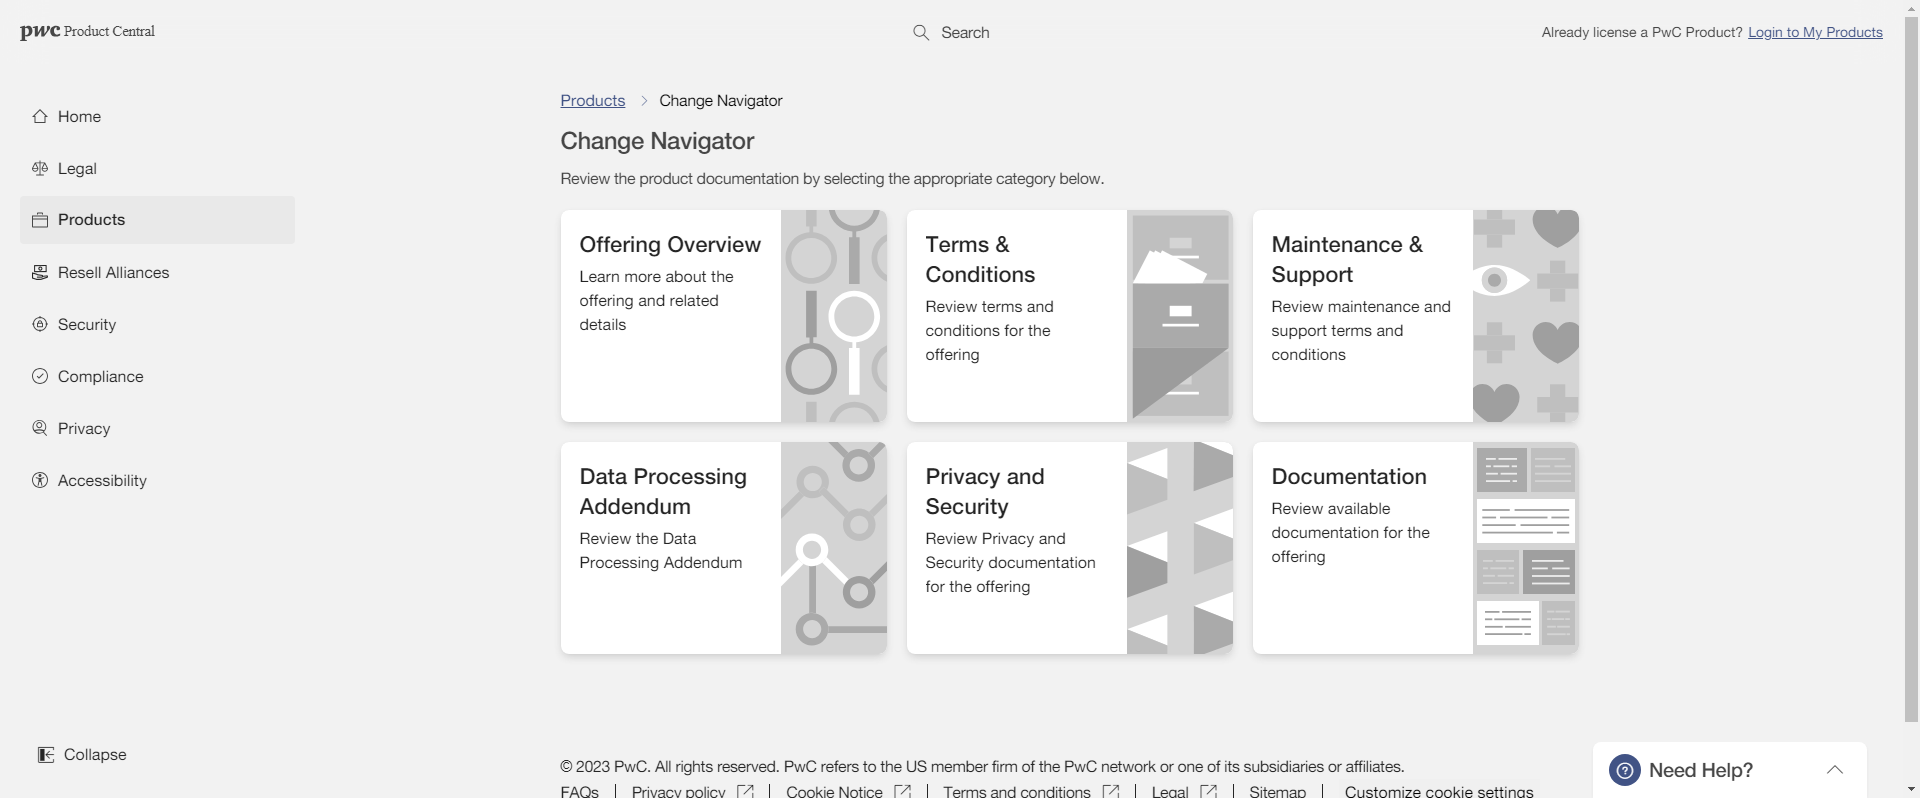 pwc Product Central
Search
Already license a PwC Product? Login to My Products
Home
Legal
Products
Resell Alliances
Security
Compliance
Privacy
Accessibility
Collapse
Products > Change Navigator
Change Navigator
Review the product documentation by selecting the appropriate category below.
Offering Overview
Learn more about the
offering and related
details
Terms &
Conditions
Review terms and
conditions for the
offering
Maintenance &
Support
Review maintenance and
support terms and
conditions
Data Processing
Addendum
Review the Data
Processing Addendum
Privacy and
Security
Review Privacy and
Security documentation
for the offering
Documentation
Review available
documentation for the
offering
© 2023 PwC. All rights reserved. PwC refers to the US member firm of the PwC network or one of its subsidiaries or affiliates.
FAQs | Privacy policy | Cookie Notice | Terms and conditions | Legal | Sitemap | Customize cookie settings
Need Help?